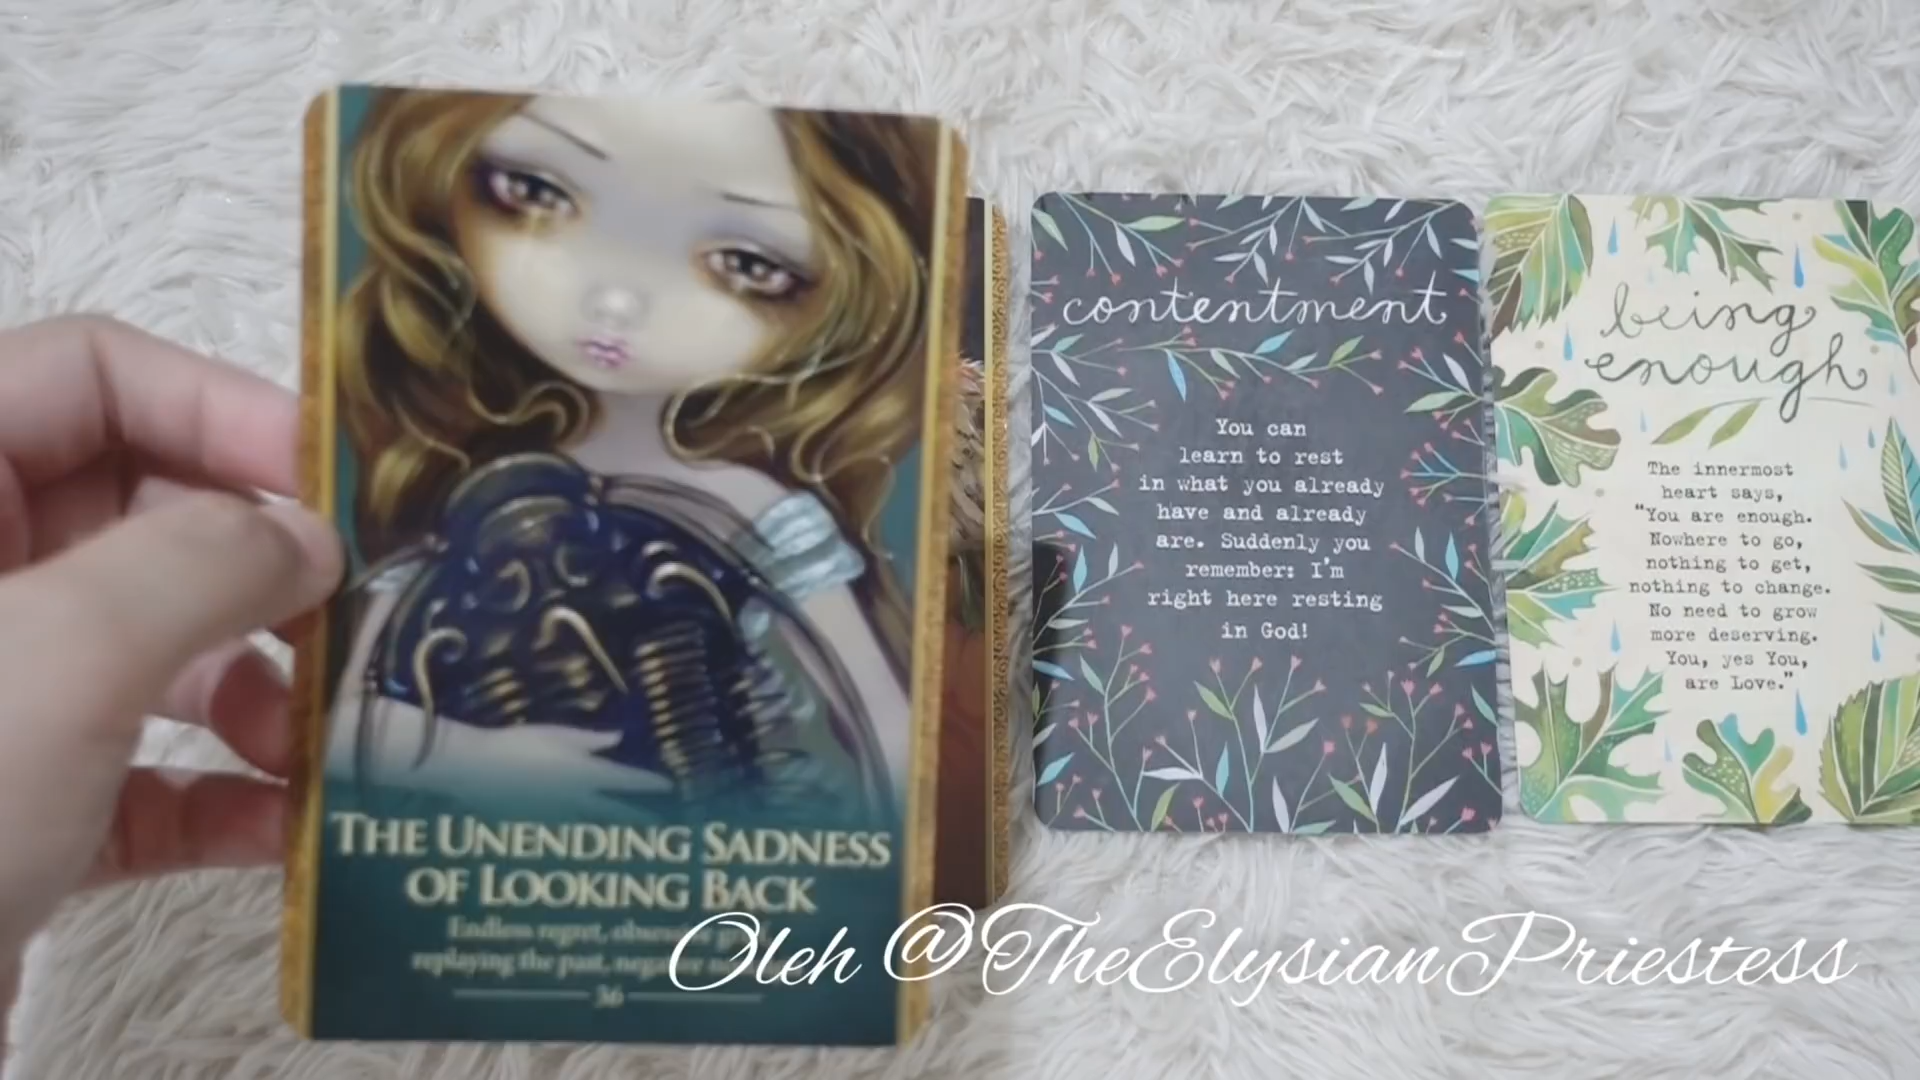 THE UNENDING SADNESS
OF LOOKING BACK
Endless regret, obsessive
replaying the past, negative
36
contentment
You can
learn to rest
in what you already
have and already
are. Suddenly you
remember: I'm
right here resting
in God!
being
enough
The innermost
heart says,
"You are enough.
Nowhere to go,
nothing to get,
nothing to change.
No need to grow
more deserving.
You, yes You,
are Love."
Oleh @TheElysianPriestess